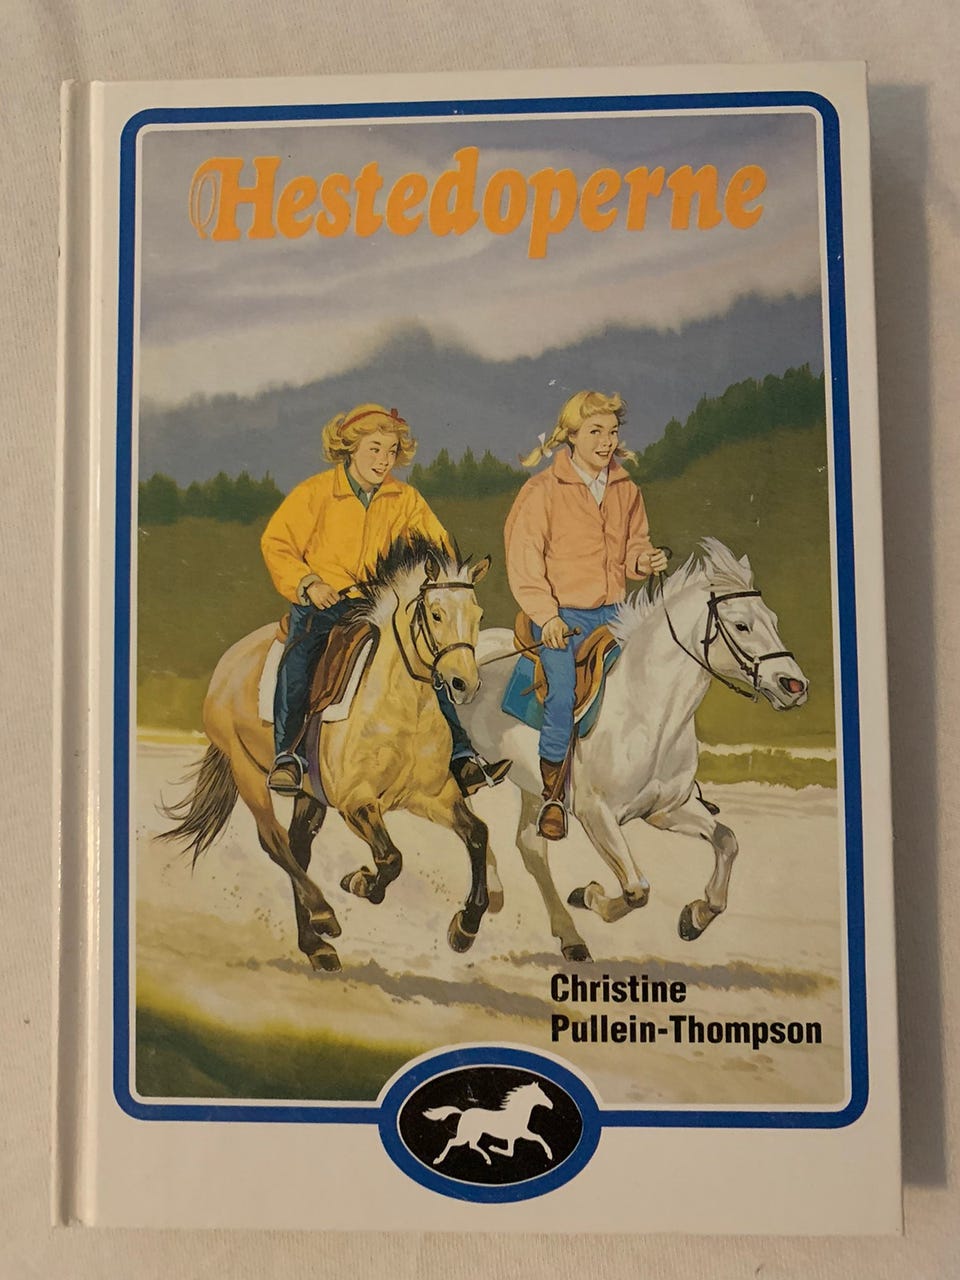 Hestedoperne
Christine
Pullein-Thompson